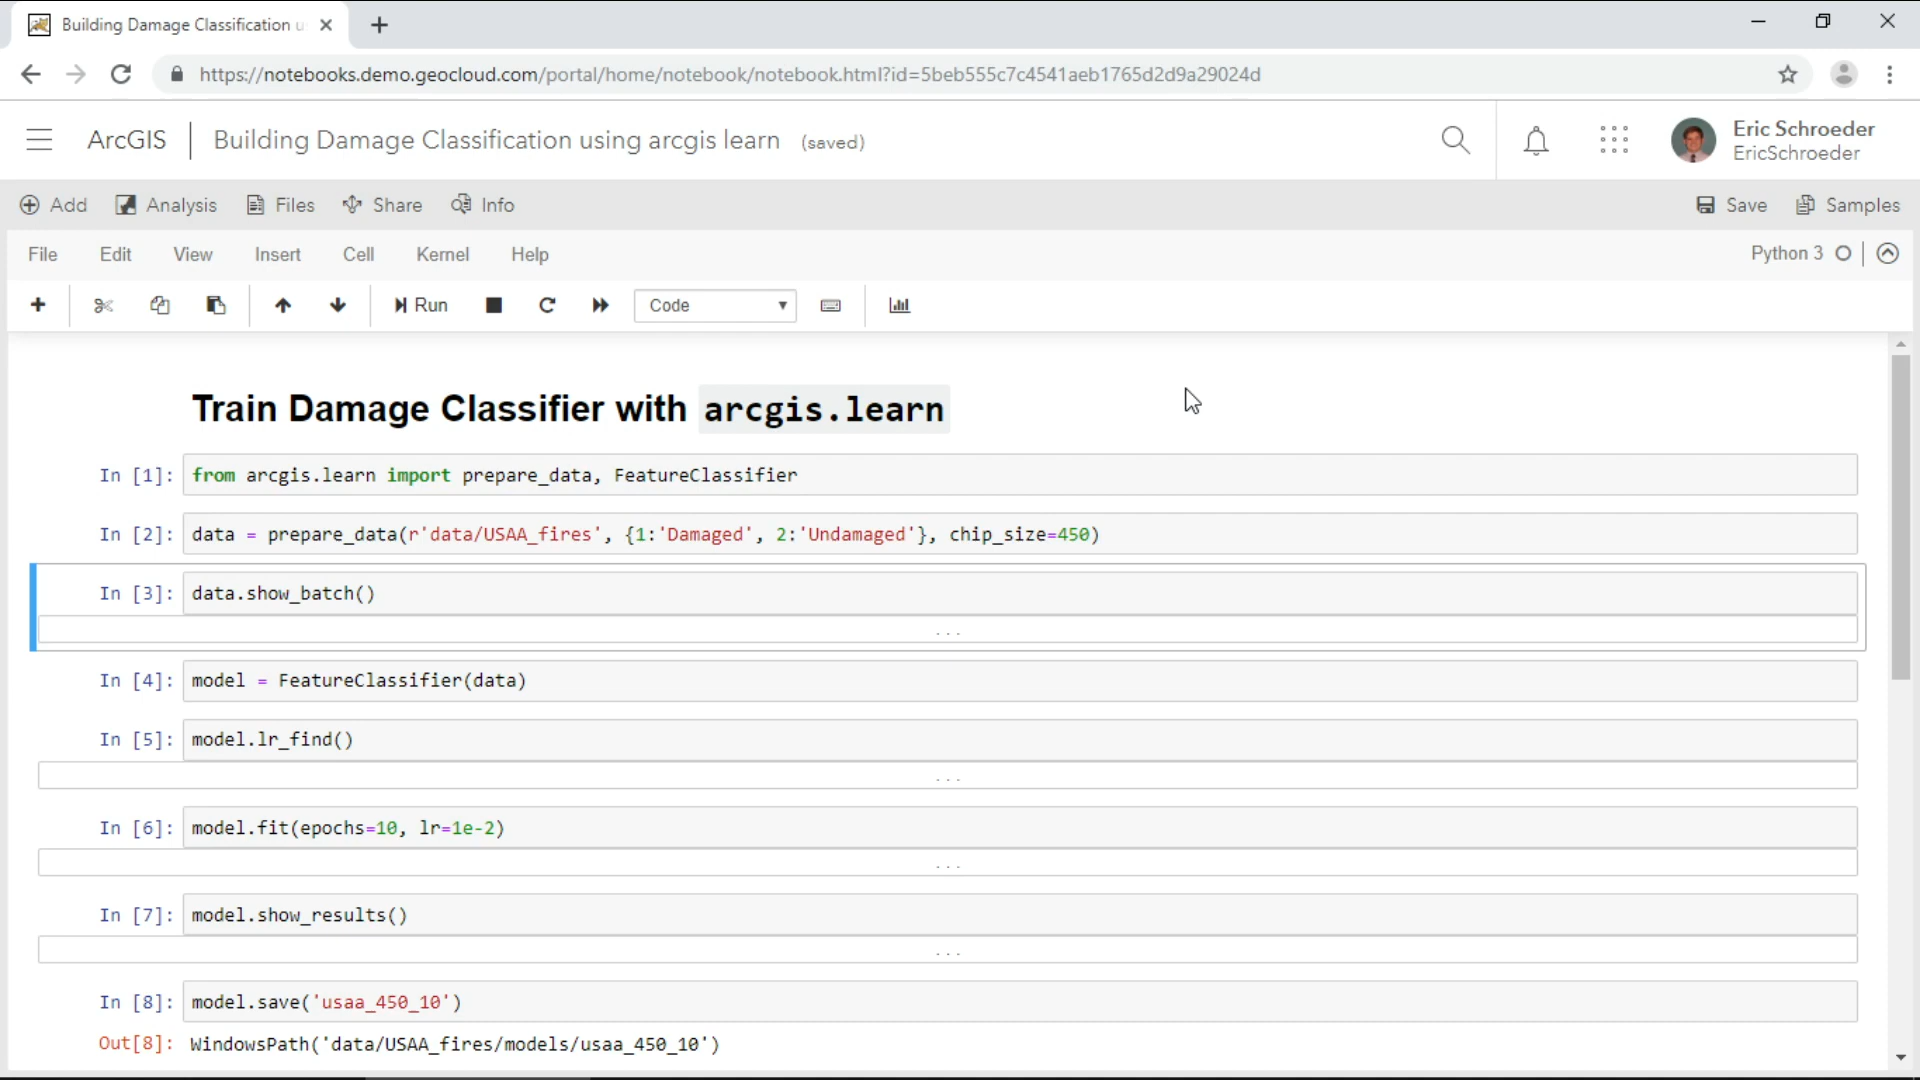 Building Damage Classification u
https://notebooks.demo.geocloud.com/portal/home/notebook/notebook.html?id=5beb555c7c4541aeb1765d2d9a29024d
ArcGIS Building Damage Classification using arcgis learn (saved) Eric Schroeder
EricSchroeder
Add Analysis Files Share Info Save Samples
File Edit View Insert Cell Kernel Help Python 3
Run Code
Train Damage Classifier with arcgis.learn
In [1]: from arcgis.learn import prepare_data, FeatureClassifier
In [2]: data = prepare_data(r'data/USAA_fires', {1:'Damaged', 2:'Undamaged'}, chip_size=450)
In [3]: data.show_batch()
...
In [4]: model = FeatureClassifier(data)
In [5]: model.lr_find()
...
In [6]: model.fit(epochs=10, lr=1e-2)
...
In [7]: model.show_results()
...
In [8]: model.save('usaa_450_10')
Out[8]: WindowsPath('data/USAA_fires/models/usaa_450_10')